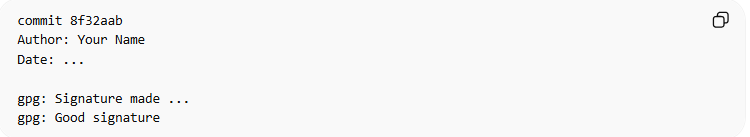 commit 8f32aab
Author: Your Name
Date: ...
gpg: Signature made ...
gpg: Good signature